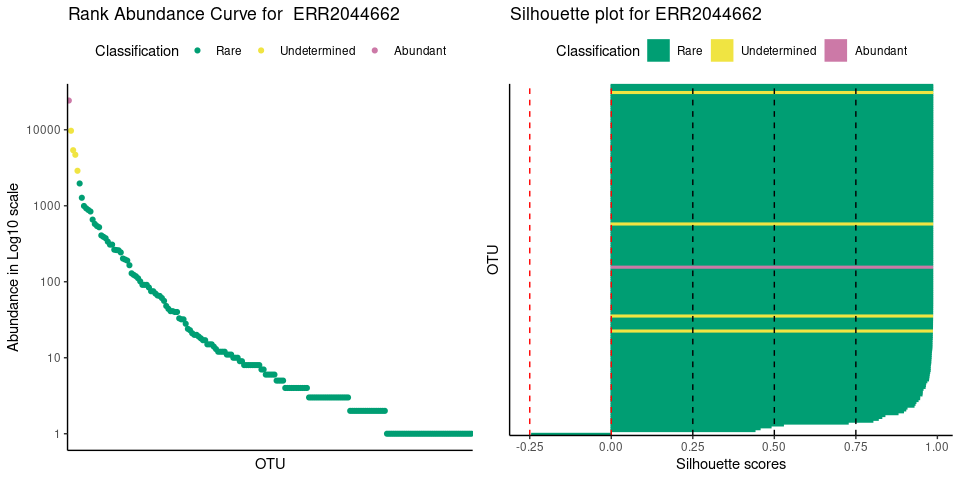 Rank Abundance Curve for  ERR2044662
Classification Rare Undetermined Abundant
Abundance in Log10 scale
10000
1000
100
10
1
OTU
Silhouette plot for ERR2044662
Classification Rare Undetermined Abundant
OTU
-0.25 0.00 0.25 0.50 0.75 1.00
Silhouette scores